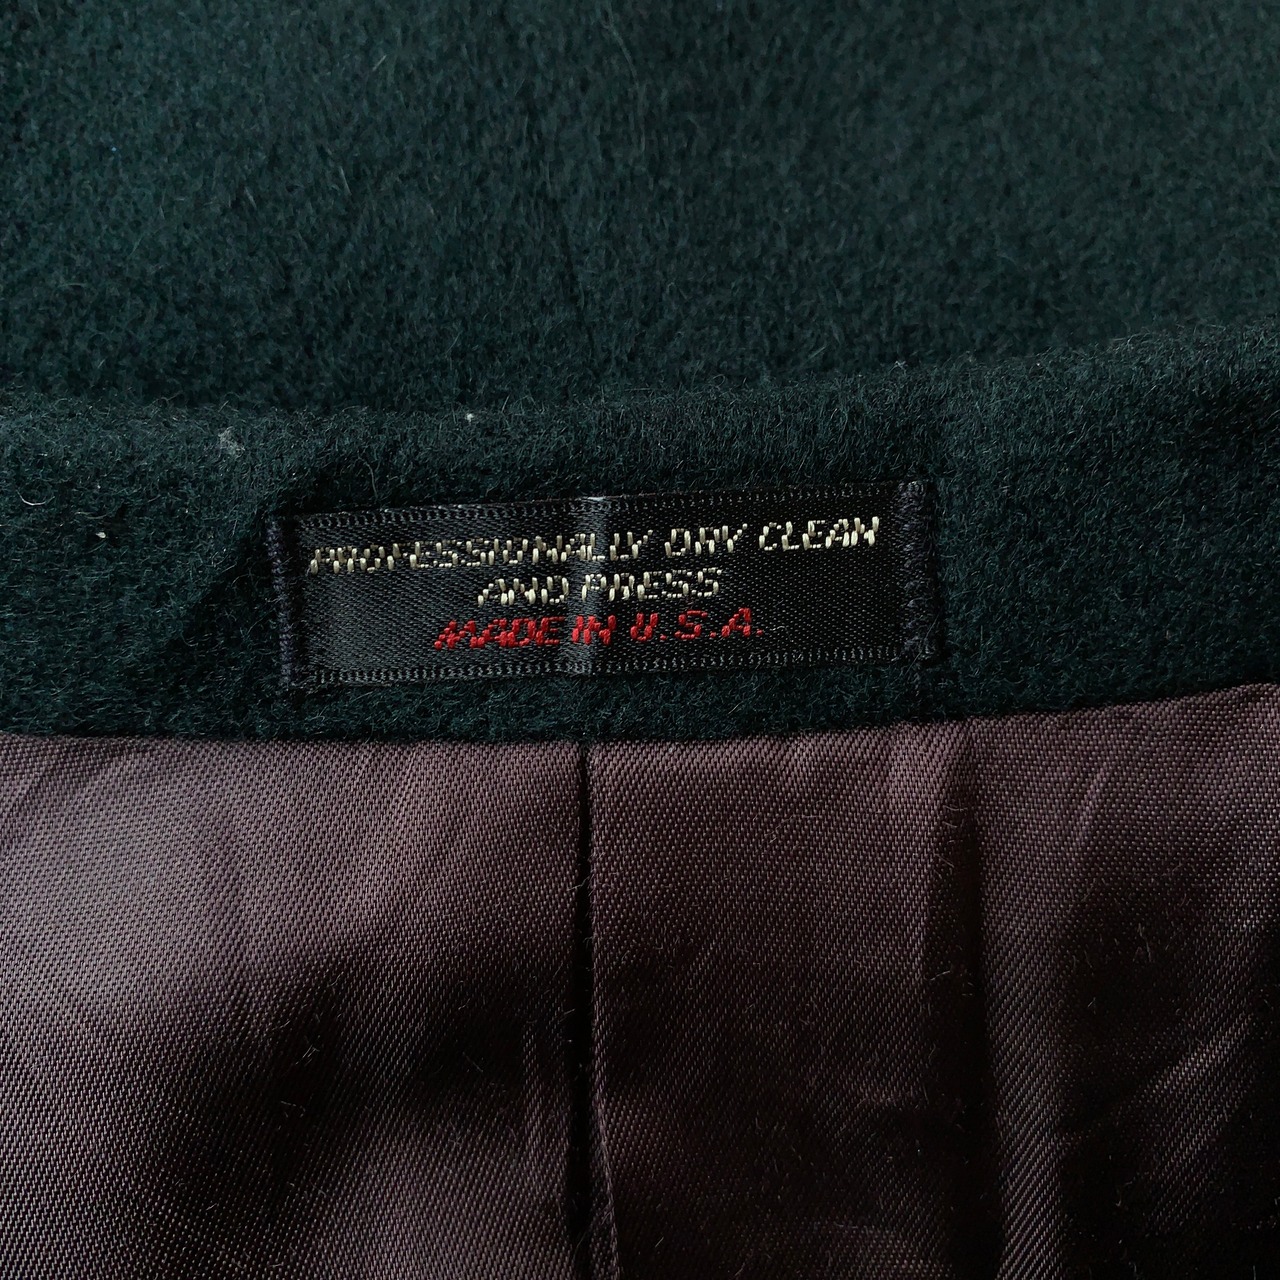 PROFESSIONALLY DRY CLEAN
AND PRESS
MADE IN U.S.A.